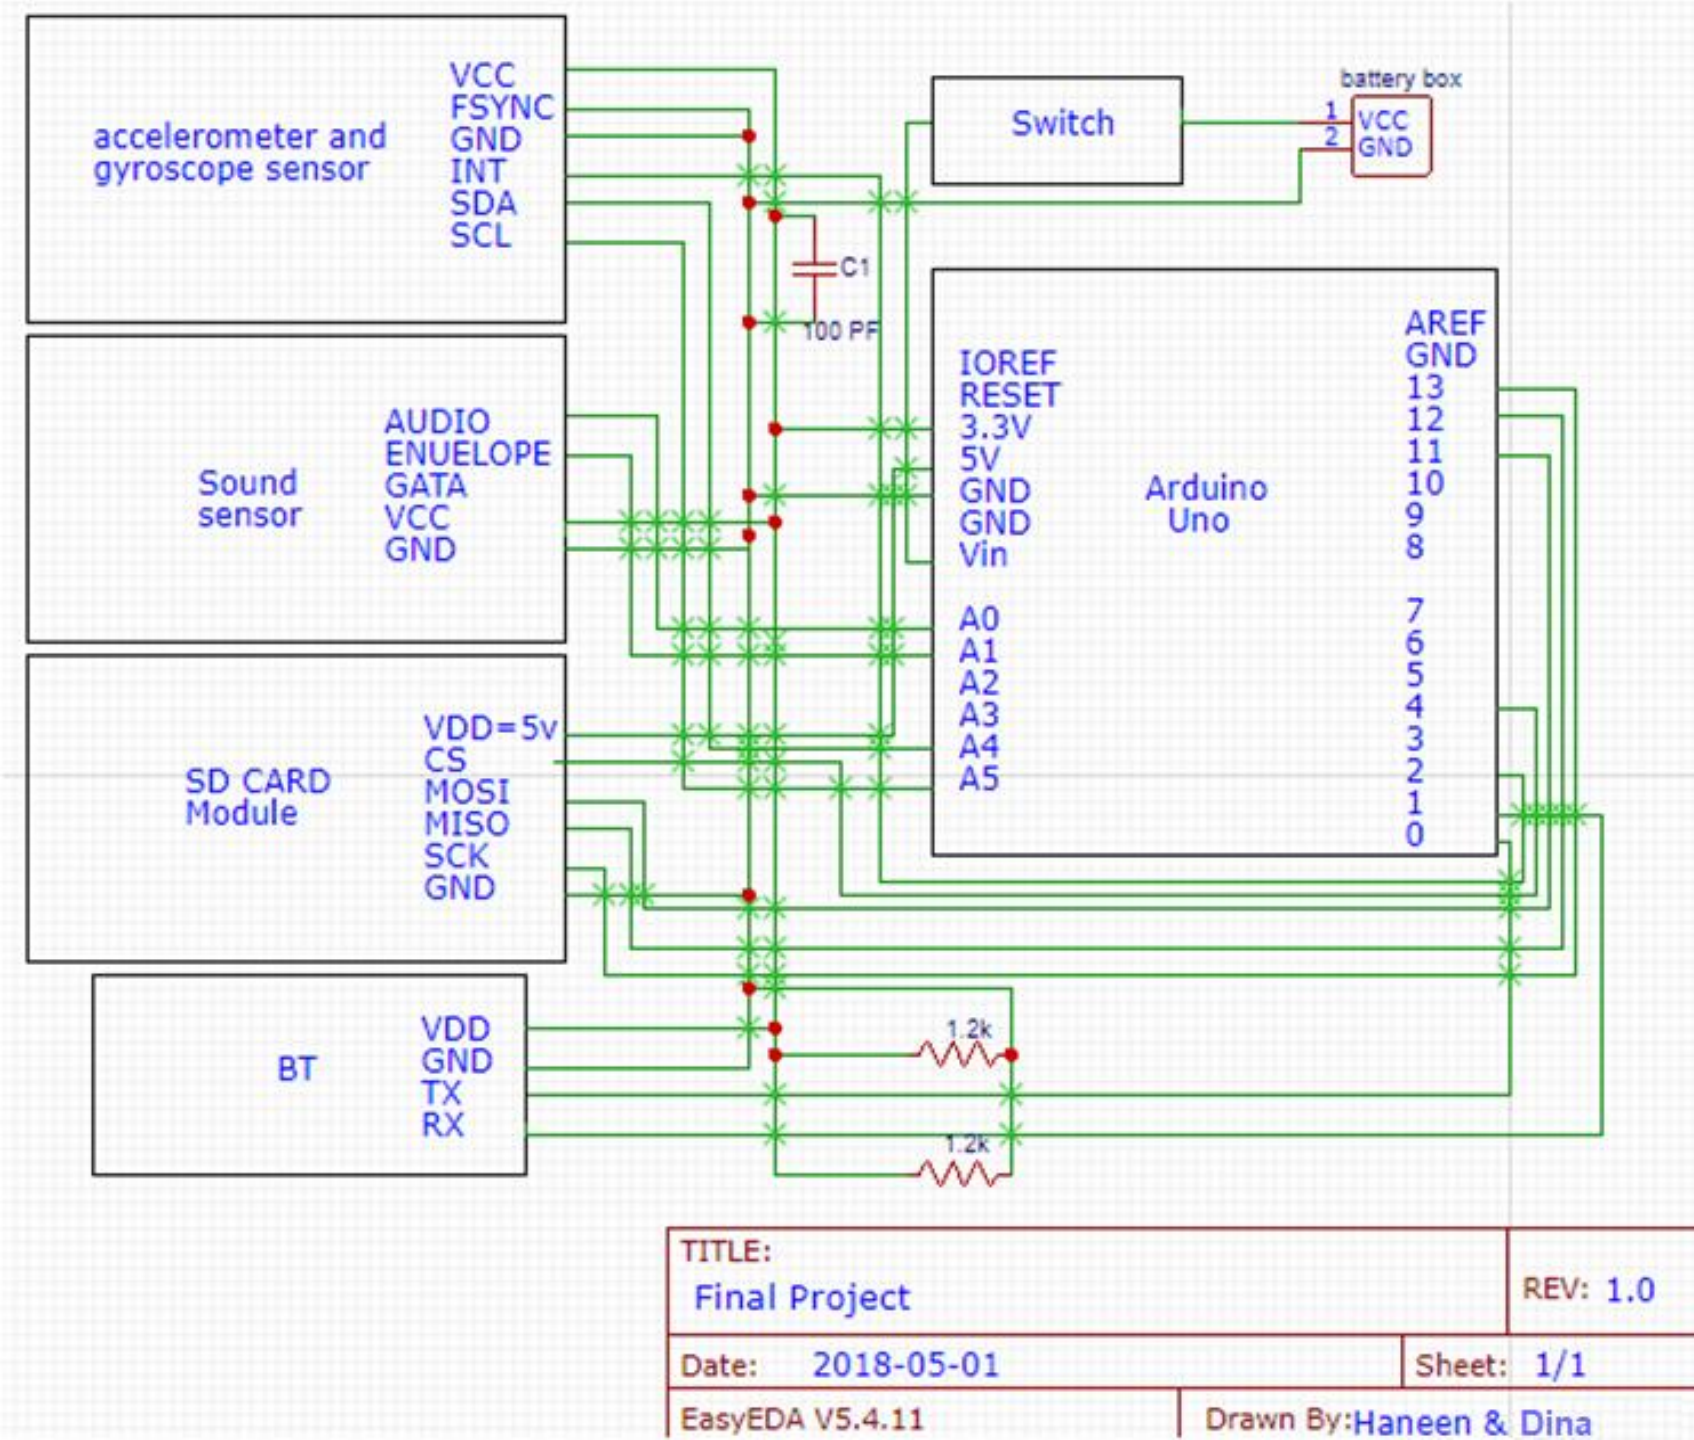 VCC
FSYNC
GND
INT
SDA
SCL
accelerometer and
gyroscope sensor
Switch
battery box
1
2
VCC
GND
C1
100 PF
AUDIO
ENUELOPE
GATA
VCC
GND
Sound
sensor
IOREF
RESET
3.3V
5V
GND
GND
Vin
A0
A1
A2
A3
A4
A5
Arduino
Uno
AREF
GND
13
12
11
10
9
8
7
6
5
4
3
2
1
0
VDD=5v
CS
MOSI
MISO
SCK
GND
SD CARD
Module
VDD
GND
TX
RX
BT
1.2k
1.2k
TITLE:
Final Project
REV: 1.0
Date: 2018-05-01
Sheet: 1/1
EasyEDA V5.4.11
Drawn By:Haneen & Dina